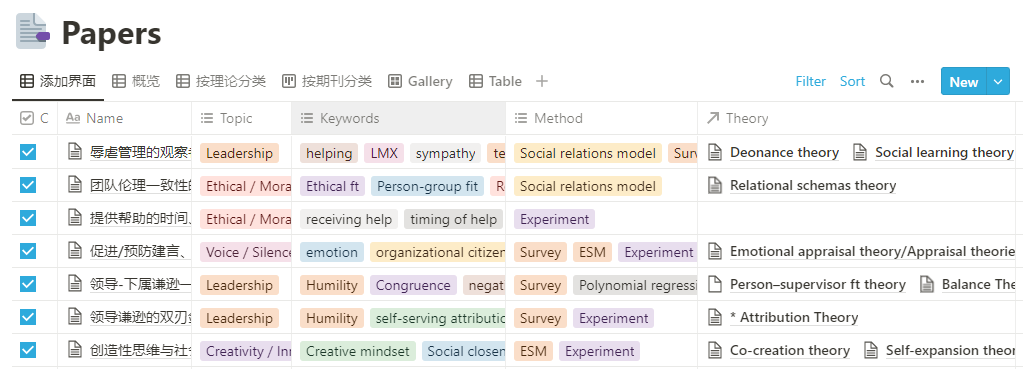 Papers
添加界面 概览 按理论分类 按期刊分类 Gallery Table Filter Sort New
C Aa Name Topic Keywords Method Theory
辱虐管理的观察 Leadership helping LMX sympathy te Social relations model Surv Deonance theory Social learning theory
团队伦理一致性的 Ethical / Mora Ethical ft Person-group fit R Social relations model Relational schemas theory
提供帮助的时间、 Ethical / Mora receiving help timing of help Experiment
促进/预防建言、 Voice / Silence emotion organizational citizen Survey ESM Experiment Emotional appraisal theory/Appraisal theorie
领导-下属谦逊一 Leadership Humility Congruence negat Survey Polynomial regressi Person–supervisor ft theory Balance The
领导谦逊的双刃 Leadership Humility self-serving attributio Survey Experiment * Attribution Theory
创造性思维与社 Creativity / Inn Creative mindset Social closen ESM Experiment Co-creation theory Self-expansion theor